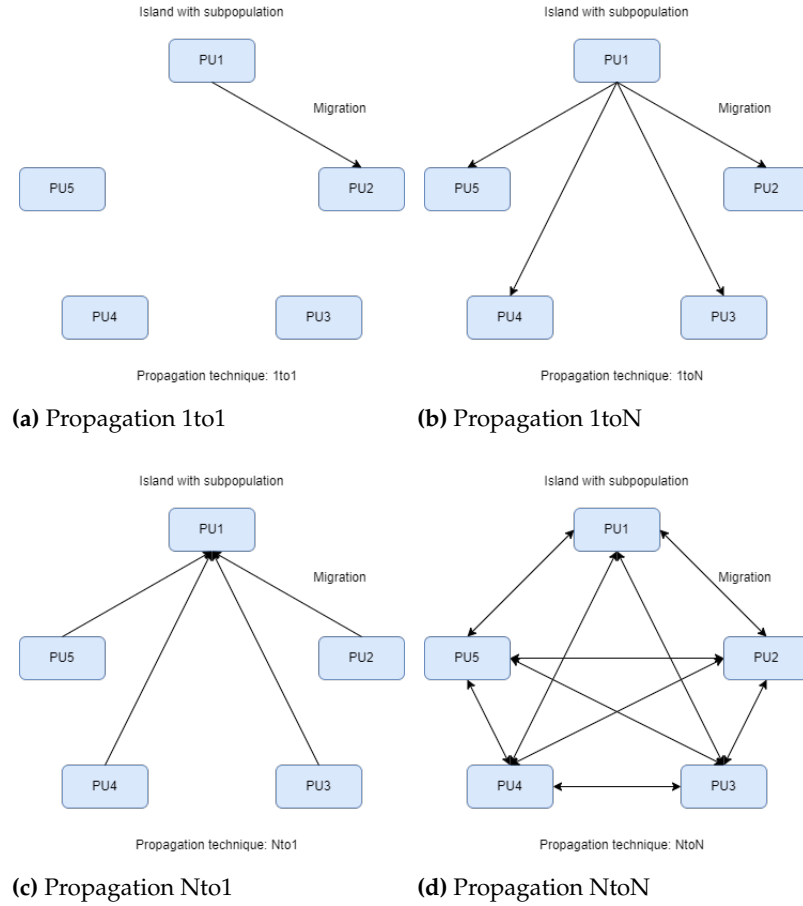 Island with subpopulation
PU1
Migration
PU5
PU2
PU4
PU3
Propagation technique: 1to1
(a) Propagation 1to1
Island with subpopulation
PU1
Migration
PU5
PU2
PU4
PU3
Propagation technique: 1toN
(b) Propagation 1toN
Island with subpopulation
PU1
Migration
PU5
PU2
PU4
PU3
Propagation technique: Nto1
(c) Propagation Nto1
Island with subpopulation
PU1
Migration
PU5
PU2
PU4
PU3
Propagation technique: NtoN
(d) Propagation NtoN